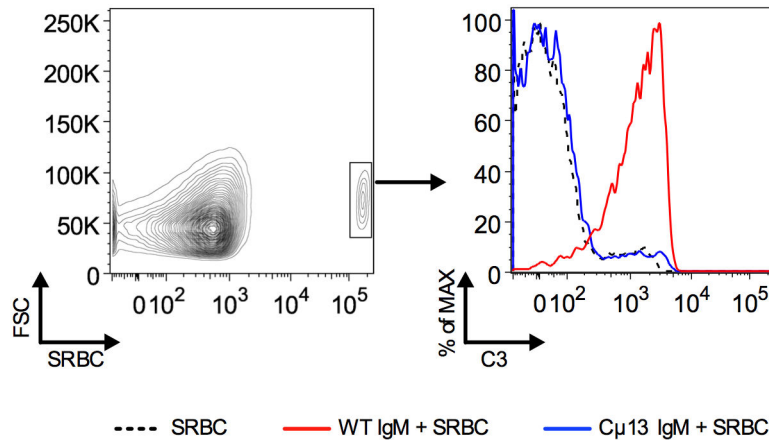 250K
200K
150K
100K
50K
0
0 10² 10³ 10⁴ 10⁵
FSC
SRBC
100
80
60
40
20
0
0 10² 10³ 10⁴ 10⁵
% of MAX
C3
SRBC
WT IgM + SRBC
Cμ13 IgM + SRBC